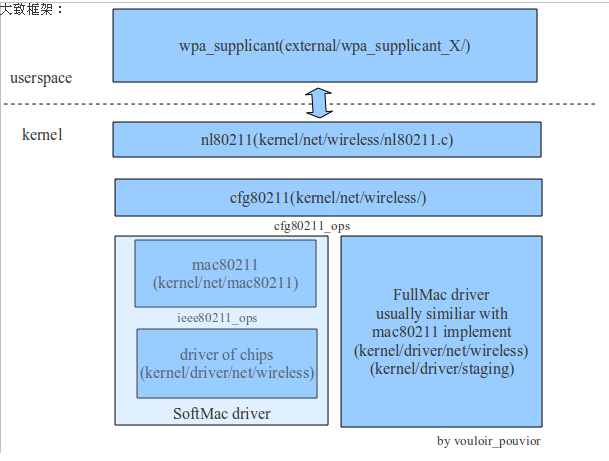 大致框架：
wpa_supplicant(external/wpa_supplicant_X/)
userspace
kernel
nl80211(kernel/net/wireless/nl80211.c)
cfg80211(kernel/net/wireless/)
cfg80211_ops
mac80211
(kernel/net/mac80211)
ieee80211_ops
driver of chips
(kernel/driver/net/wireless)
SoftMac driver
FullMac driver
usually similiar with
mac80211 implement
(kernel/driver/net/wireless)
(kernel/driver/staging)
by vouloir_pouvior